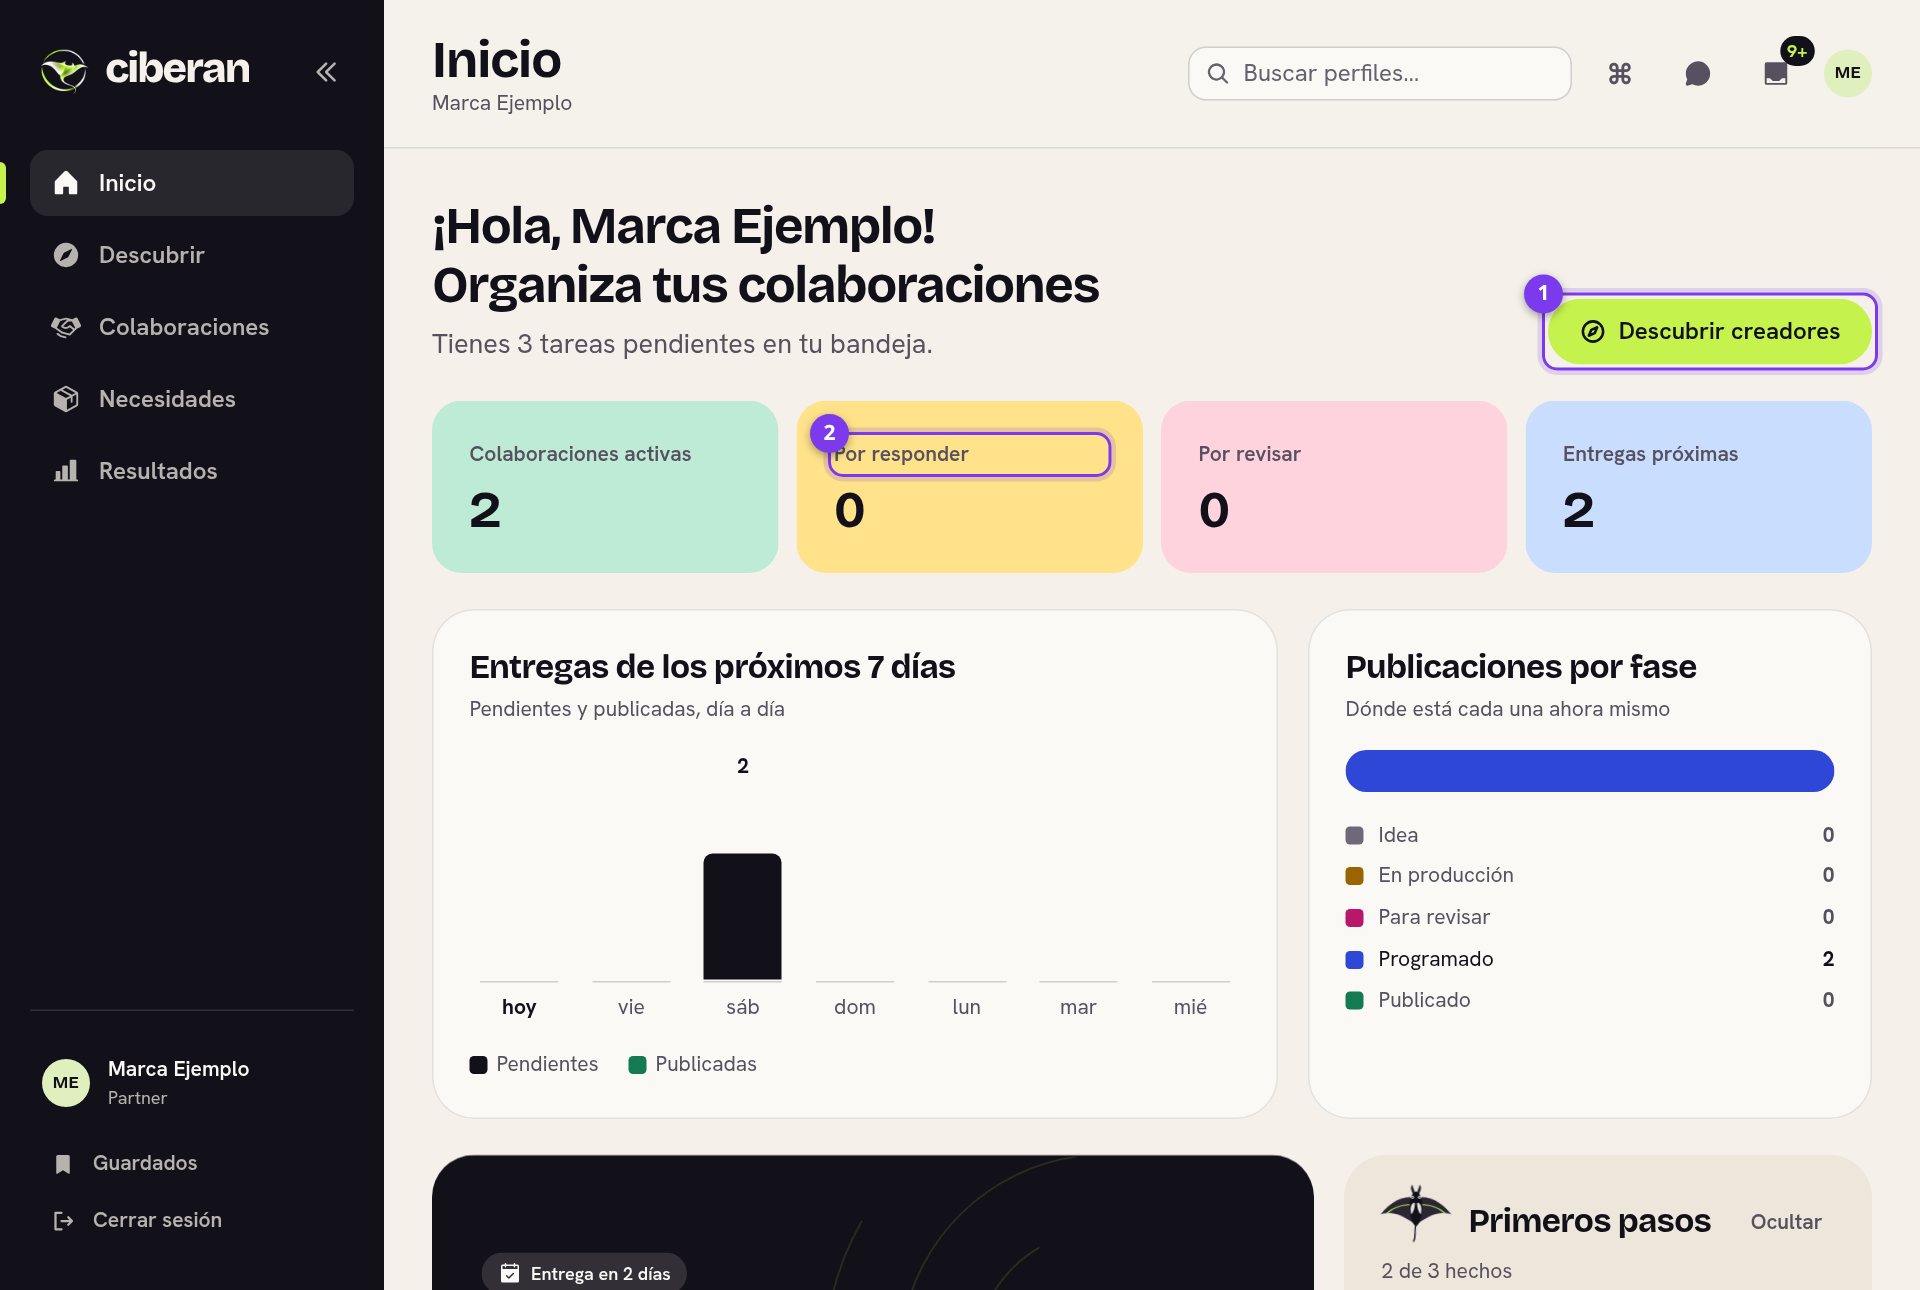 ciberan
Inicio
Descubrir
Colaboraciones
Necesidades
Resultados
ME
Marca Ejemplo
Partner
Guardados
Cerrar sesión
Inicio
Marca Ejemplo
Buscar perfiles...
9+
ME
¡Hola, Marca Ejemplo!
Organiza tus colaboraciones
Tienes 3 tareas pendientes en tu bandeja.
1
Descubrir creadores
Colaboraciones activas
2
2
Por responder
0
Por revisar
0
Entregas próximas
2
Entregas de los próximos 7 días
Pendientes y publicadas, día a día
2
hoy vie sáb dom lun mar mié
Pendientes Publicadas
Publicaciones por fase
Dónde está cada una ahora mismo
Idea 0
En producción 0
Para revisar 0
Programado 2
Publicado 0
Entrega en 2 días
Primeros pasos
Ocultar
2 de 3 hechos